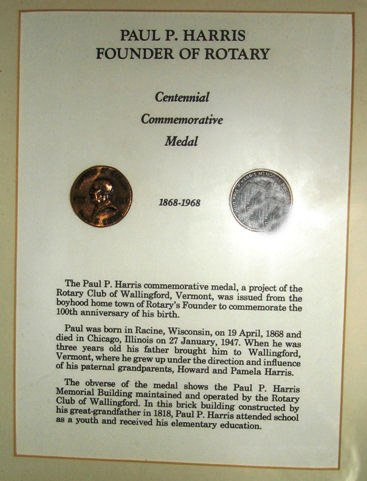 PAUL P. HARRIS
FOUNDER OF ROTARY
Centennial
Commemorative
Medal
1868-1968
The Paul P. Harris commemorative medal, a project of the
Rotary Club of Wallingford, Vermont, was issued from the
boyhood home town of Rotary's Founder to commemorate the
100th anniversary of his birth.
Paul was born in Racine, Wisconsin, on 19 April, 1868 and
died in Chicago, Illinois on 27 January, 1947. When he was
three years old his father brought him to Wallingford,
Vermont, where he grew up under the direction and influence
of his paternal grandparents, Howard and Pamela Harris.
The obverse of the medal shows the Paul P. Harris
Memorial Building maintained and operated by the Rotary
Club of Wallingford. In this brick building constructed by
his great-grandfather in 1818, Paul P. Harris attended school
as a youth and received his elementary education.